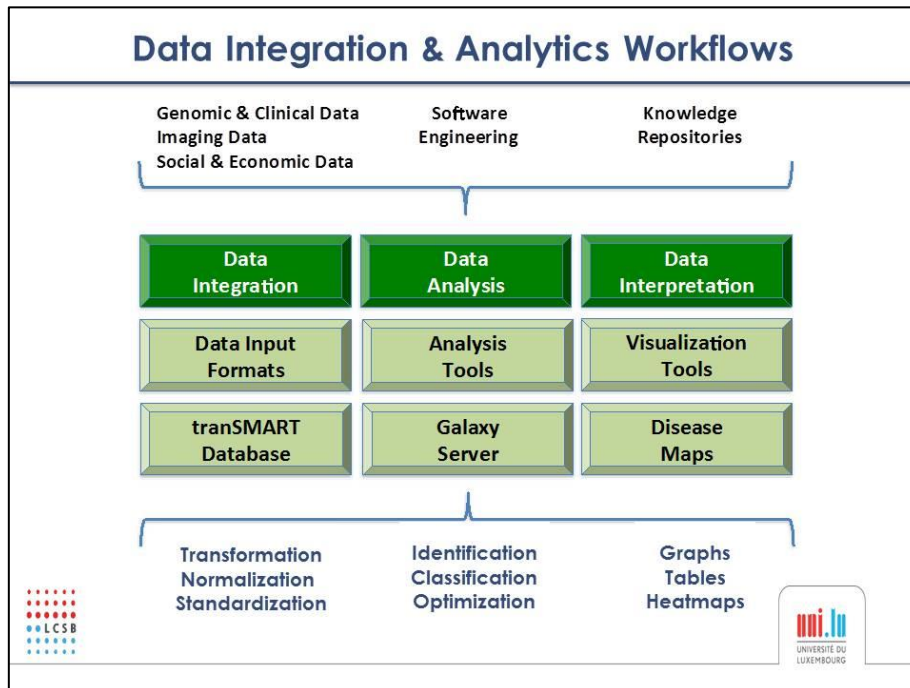 Data Integration & Analytics Workflows
Genomic & Clinical Data
Imaging Data
Social & Economic Data
Software
Engineering
Knowledge
Repositories
Data
Integration
Data
Analysis
Data
Interpretation
Data Input
Formats
Analysis
Tools
Visualization
Tools
tranSMART
Database
Galaxy
Server
Disease
Maps
Transformation
Normalization
Standardization
Identification
Classification
Optimization
Graphs
Tables
Heatmaps
LCSB
uni.lu
UNIVERSITÉ DU
LUXEMBOURG